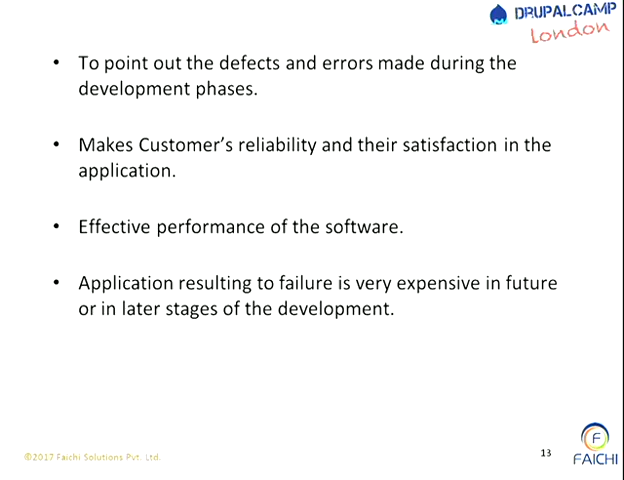 DRUPALCAMP
London
• To point out the defects and errors made during the
development phases.
• Makes Customer's reliability and their satisfaction in the
application.
• Effective performance of the software.
• Application resulting to failure is very expensive in future
or in later stages of the development.
©2017 Faichi Solutions Pvt. Ltd.
13
F
FAICHI